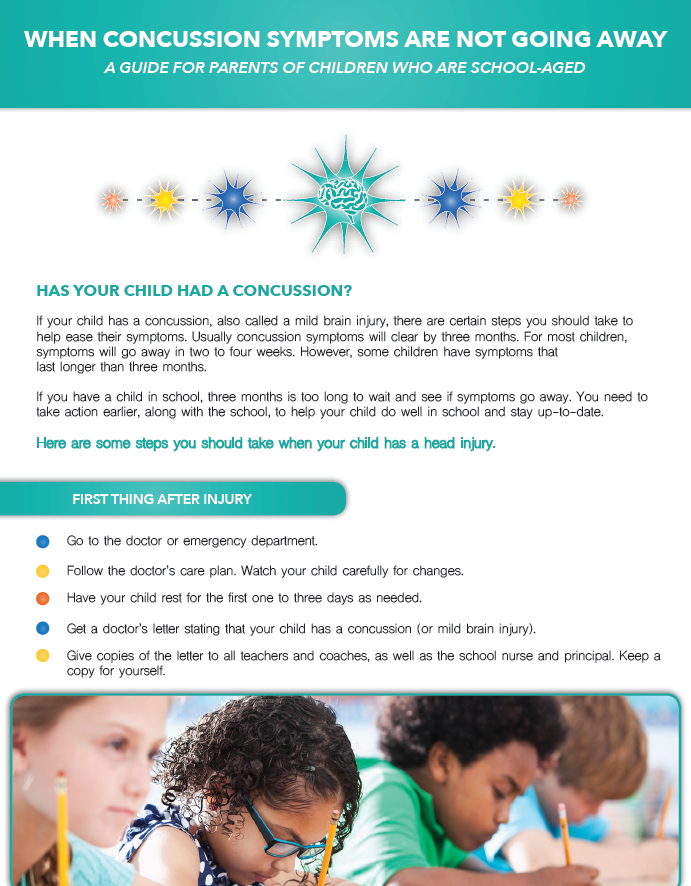 WHEN CONCUSSION SYMPTOMS ARE NOT GOING AWAY
A GUIDE FOR PARENTS OF CHILDREN WHO ARE SCHOOL-AGED
HAS YOUR CHILD HAD A CONCUSSION?
If your child has a concussion, also called a mild brain injury, there are certain steps you should take to
help ease their symptoms. Usually concussion symptoms will clear by three months. For most children,
symptoms will go away in two to four weeks. However, some children have symptoms that
last longer than three months.
If you have a child in school, three months is too long to wait and see if symptoms go away. You need to
take action earlier, along with the school, to help your child do well in school and stay up-to-date.
Here are some steps you should take when your child has a head injury.
FIRST THING AFTER INJURY
Go to the doctor or emergency department.
Follow the doctor's care plan. Watch your child carefully for changes.
Have your child rest for the first one to three days as needed.
Get a doctor's letter stating that your child has a concussion (or mild brain injury).
Give copies of the letter to all teachers and coaches, as well as the school nurse and principal. Keep a
copy for yourself.